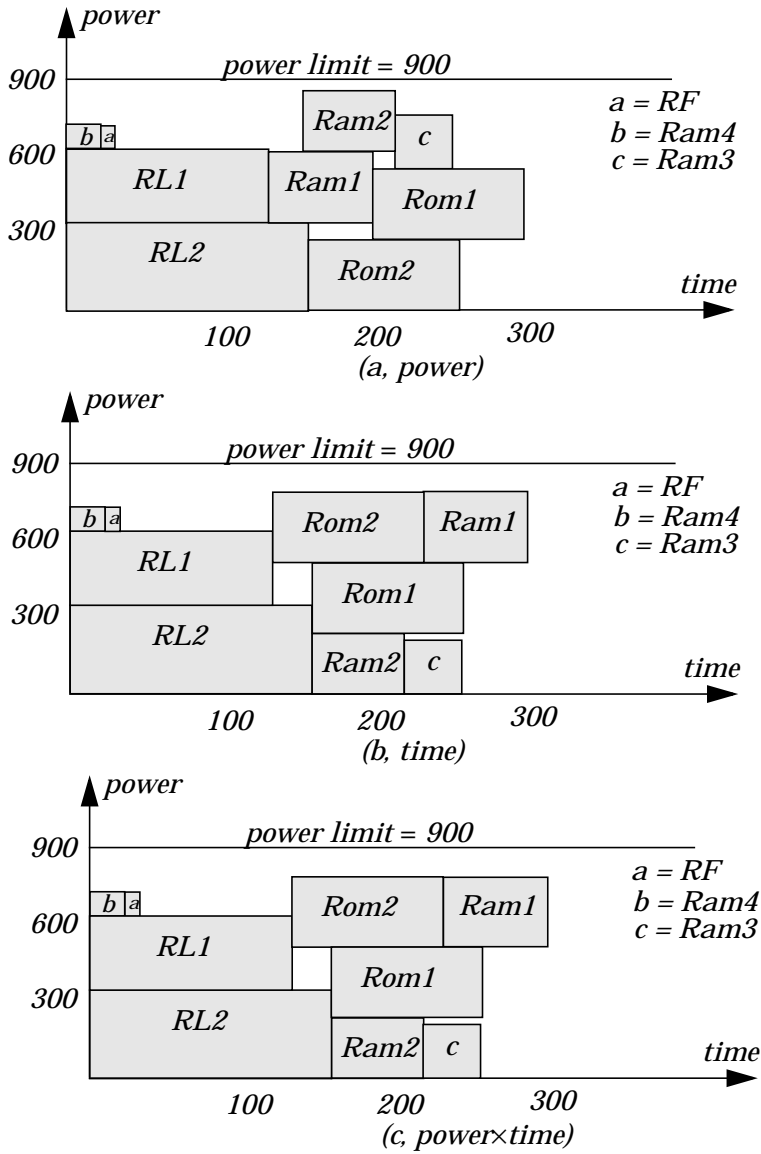 power
900
power limit = 900
a = RF
b = Ram4
c = Ram3
Ram2
c
b
a
600
RL1
Ram1
Rom1
300
RL2
Rom2
time
100
200
300
(a, power)
power
900
power limit = 900
a = RF
b = Ram4
c = Ram3
b
a
Rom2
Ram1
600
RL1
Rom1
300
RL2
Ram2
c
time
100
200
300
(b, time)
power
900
power limit = 900
a = RF
b = Ram4
c = Ram3
b
a
Rom2
Ram1
600
RL1
Rom1
300
RL2
Ram2
c
time
100
200
300
(c, power×time)